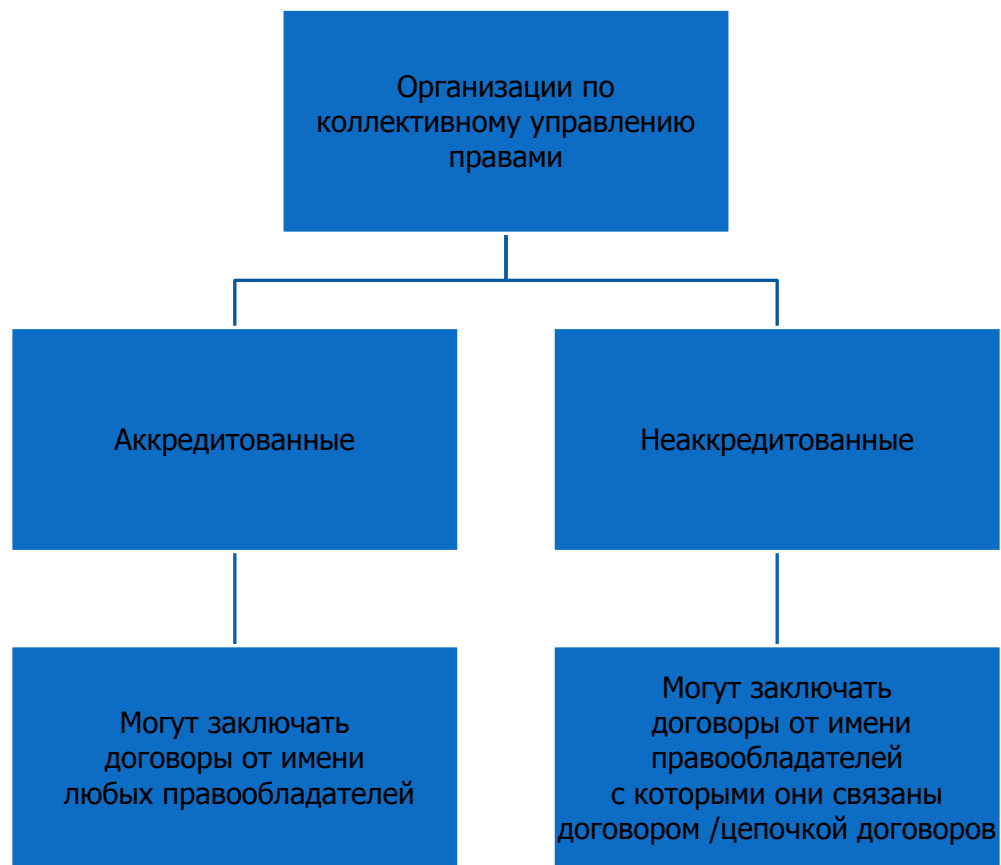 Организации по
коллективному управлению
правами
Аккредитованные
Неаккредитованные
Могут заключать
договоры от имени
любых правообладателей
Могут заключать
договоры от имени
правообладателей
с которыми они связаны
договором /цепочкой договоров